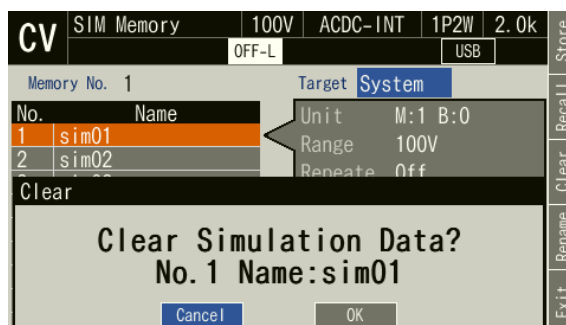 CV SIM Memory 100V ACDC-INT 1P2W 2.0k
OFF-L USB
Memory No. 1 Target System
No. Name
1 sim01
2 sim02
Unit M:1 B:0
Range 100V
Repeate Off
Clear
Clear Simulation Data?
No.1 Name:sim01
Cancel OK
Store
Recall
Clear
Rename
Exit